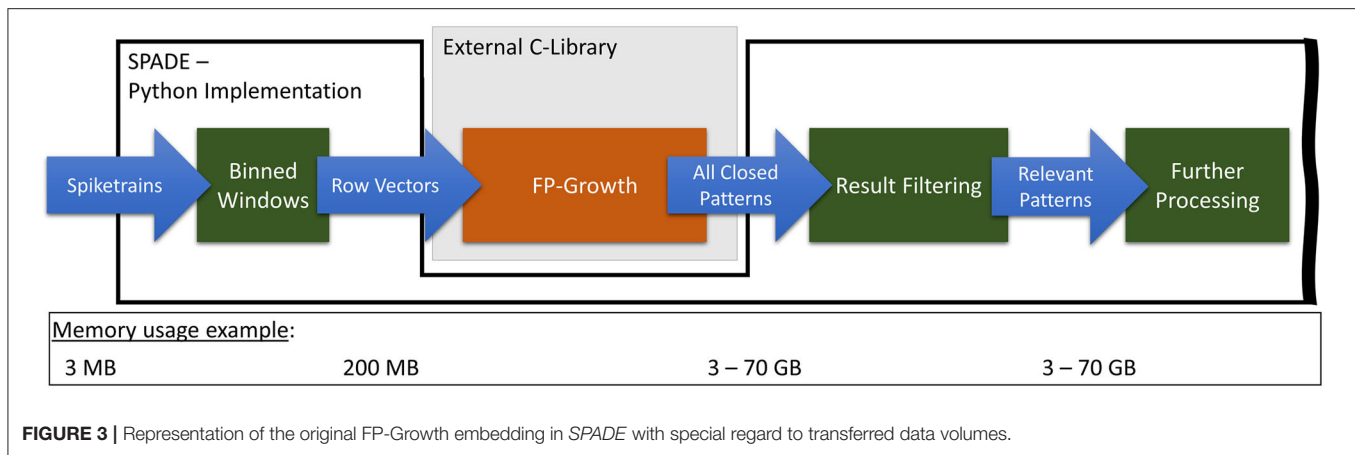 SPADE –
Python Implementation
External C-Library
Spiketrains
Binned
Windows
Row Vectors
FP-Growth
All Closed
Patterns
Result Filtering
Relevant
Patterns
Further
Processing
Memory usage example:
3 MB
200 MB
3 – 70 GB
3 – 70 GB
FIGURE 3 | Representation of the original FP-Growth embedding in SPADE with special regard to transferred data volumes.